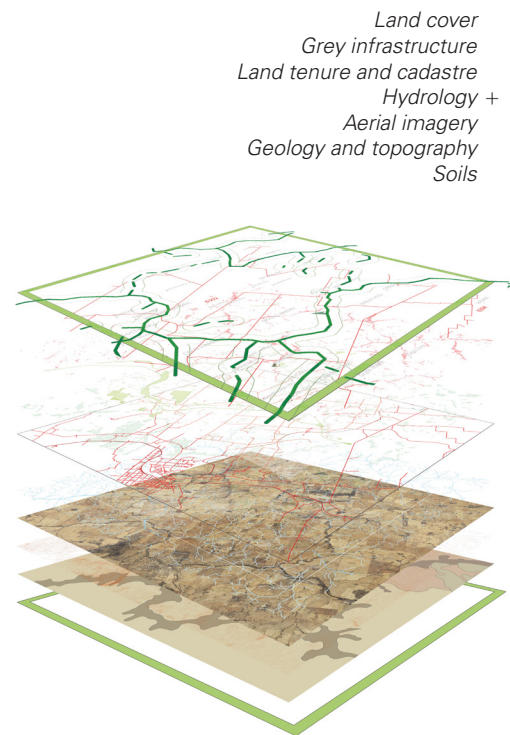 Land cover
Grey infrastructure
Land tenure and cadastre
Hydrology +
Aerial imagery
Geology and topography
Soils